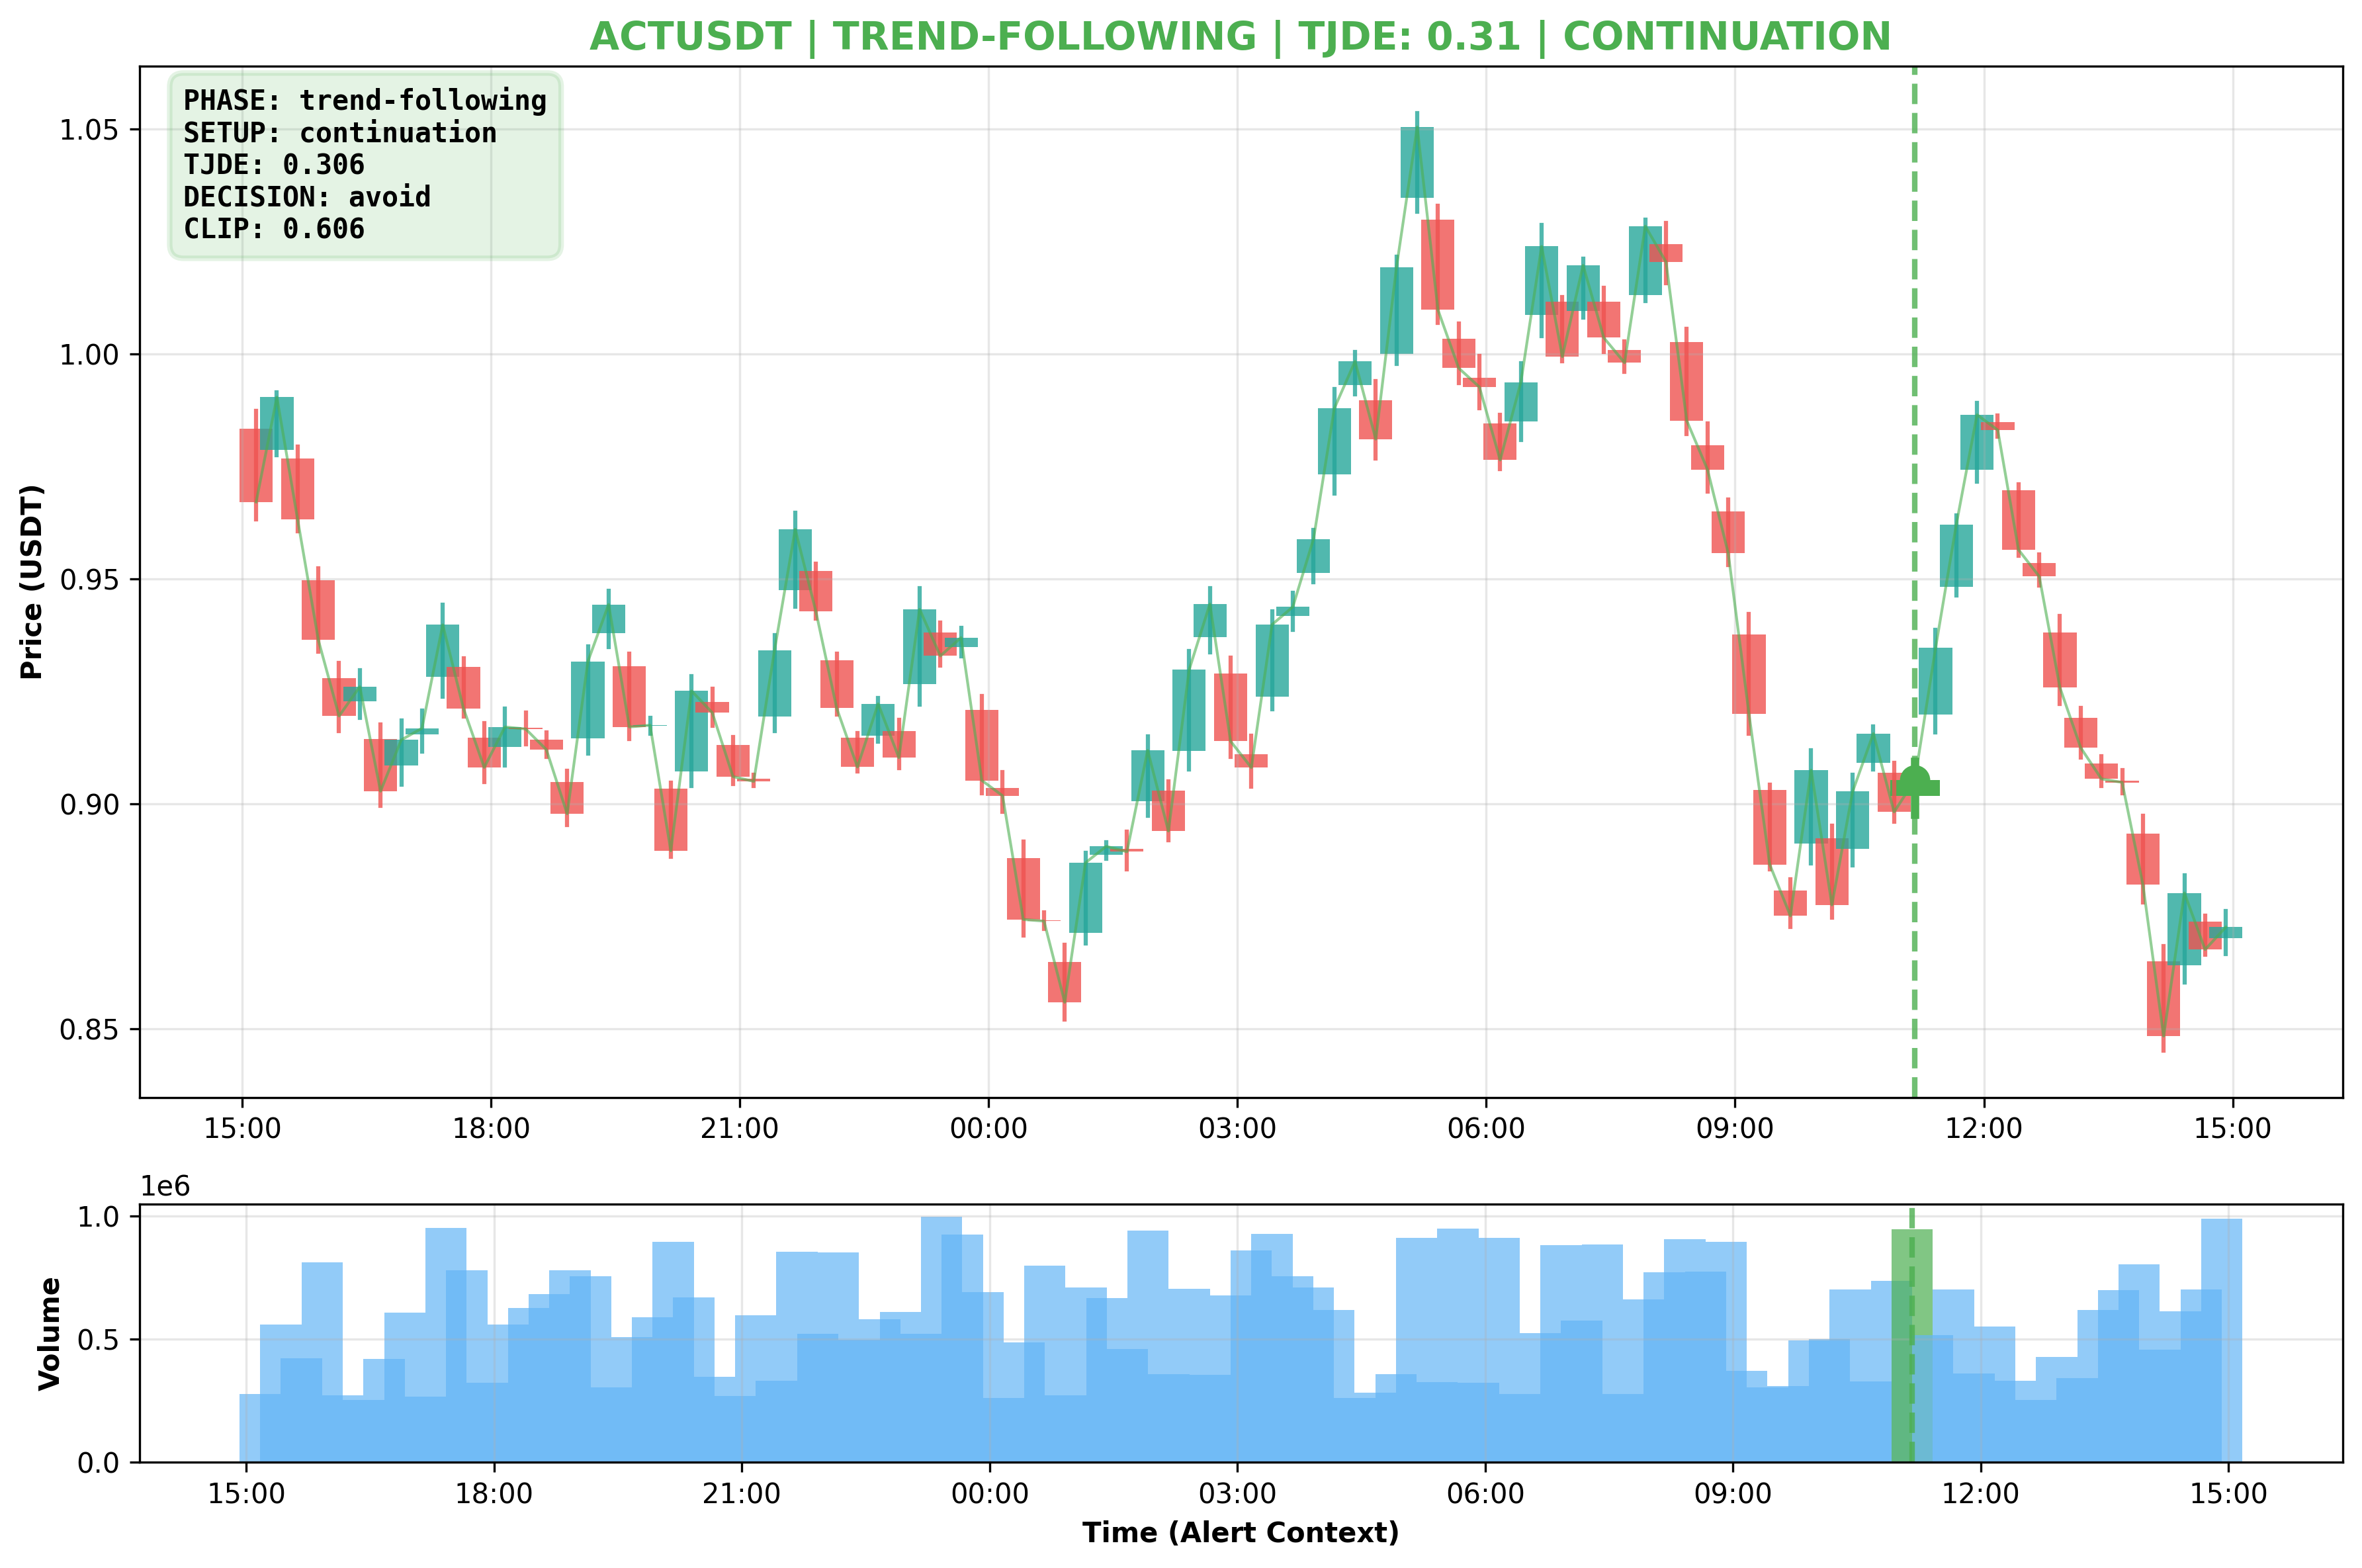 ACTUSDT | TREND-FOLLOWING | TJDE: 0.31 | CONTINUATION
PHASE: trend-following
SETUP: continuation
TJDE: 0.306
DECISION: avoid
CLIP: 0.606
Price (USDT)
1.05
1.00
0.95
0.90
0.85
15:00 18:00 21:00 00:00 03:00 06:00 09:00 12:00 15:00
1e6
Volume
1.0
0.5
0.0
15:00 18:00 21:00 00:00 03:00 06:00 09:00 12:00 15:00
Time (Alert Context)